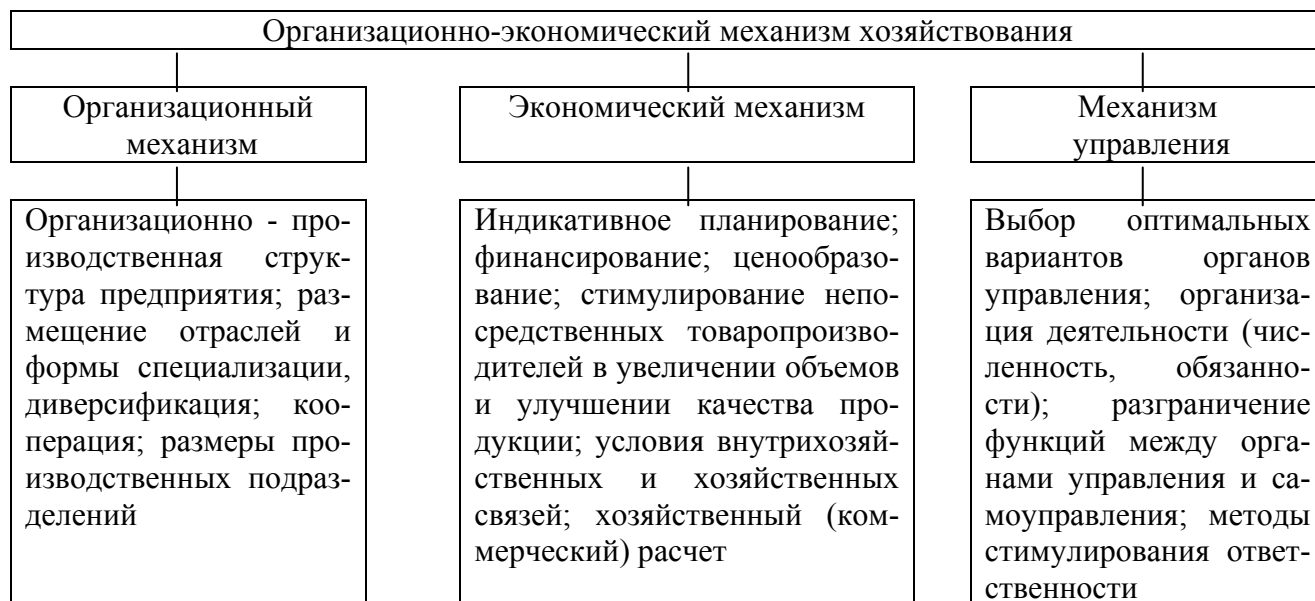 Организационно-экономический механизм хозяйствования
Организационный
механизм
Экономический механизм
Механизм
управления
Организационно - про-
изводственная струк-
тура предприятия; раз-
мещение отраслей и
формы специализации,
диверсификация; коо-
перация; размеры про-
изводственных подраз-
делений
Индикативное планирование;
финансирование; ценообразо-
вание; стимулирование непо-
средственных товаропроизво-
дителей в увеличении объемов
и улучшении качества про-
дукции; условия внутрихозяй-
ственных и хозяйственных
связей; хозяйственный (ком-
мерческий) расчет
Выбор оптимальных
вариантов органов
управления; организа-
ция деятельности (чис-
ленность, обязанно-
сти); разграничение
функций между орга-
нами управления и са-
моуправления; методы
стимулирования ответ-
ственности